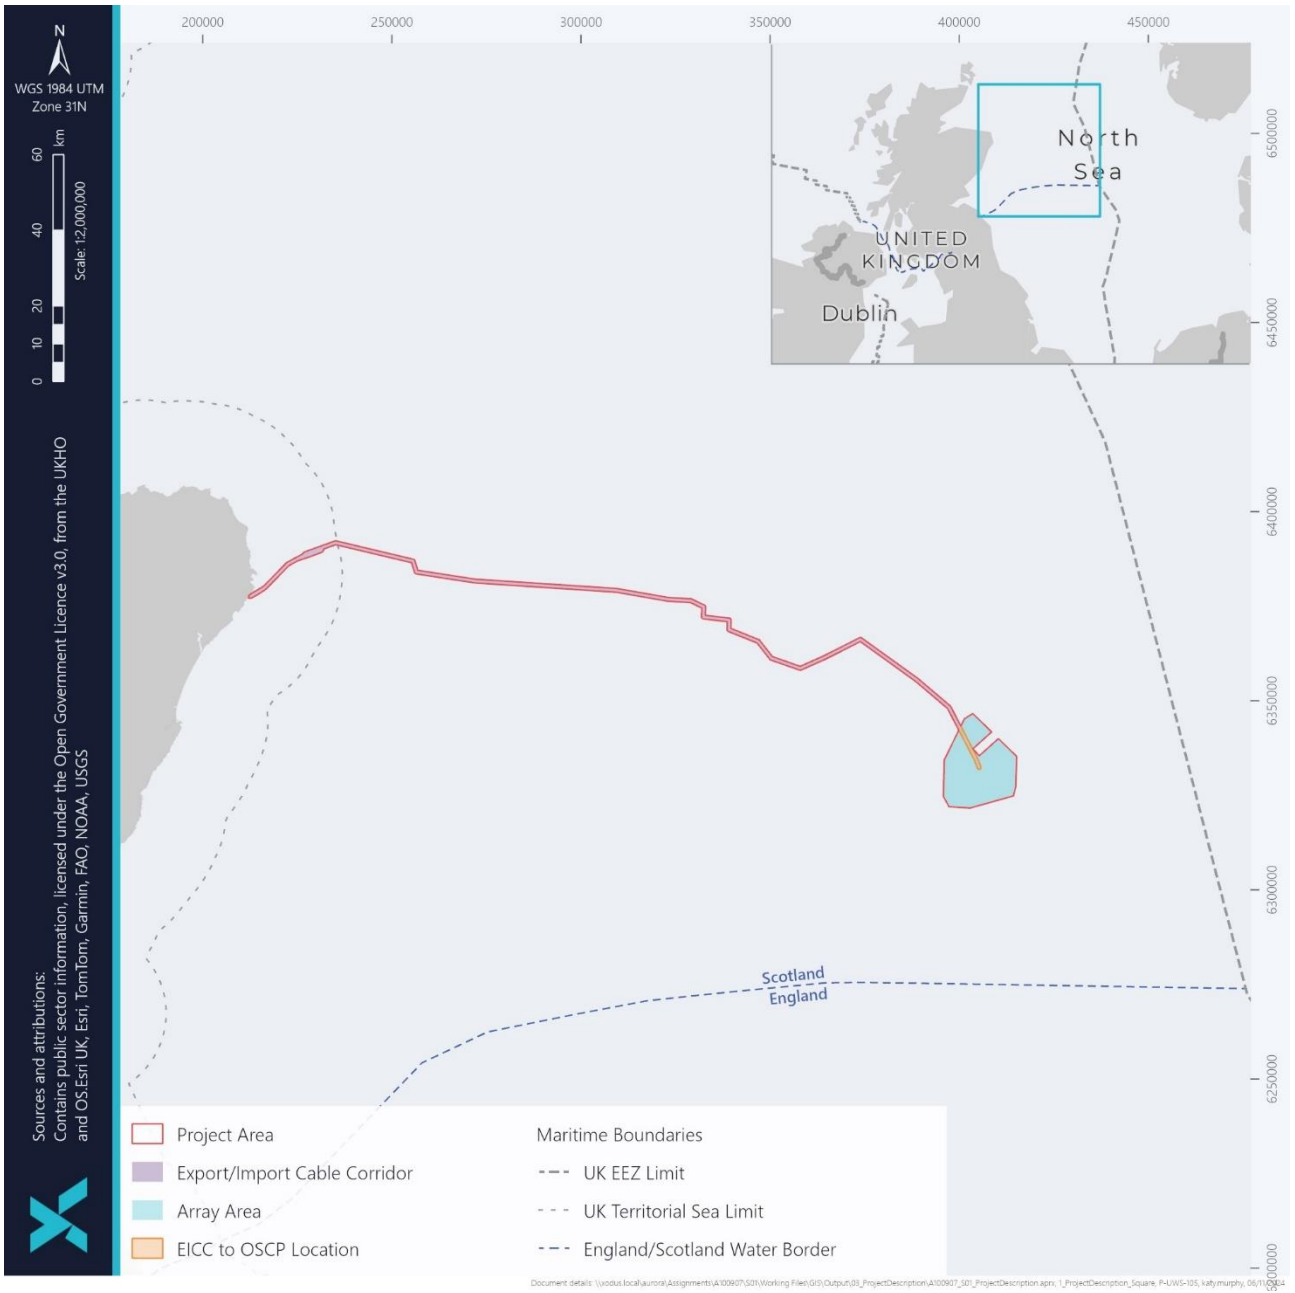 200000
250000
300000
350000
400000
450000
N
WGS 1984 UTM
Zone 31N
km
0
10
20
40
60
Scale: 1:2,000,000
Sources and attributions:
Contains public sector information, licensed under the Open Government Licence v3.0, from the UKHO
and OS.Esri UK, Esri, TomTom, Garmin, FAO, NOAA, USGS
North
Sea
UNITED
KINGDOM
Dublin
6500000
6450000
6400000
6350000
6300000
6250000
6200000
Scotland
England
Project Area
Export/Import Cable Corridor
Array Area
EICC to OSCP Location
Maritime Boundaries
UK EEZ Limit
UK Territorial Sea Limit
England/Scotland Water Border